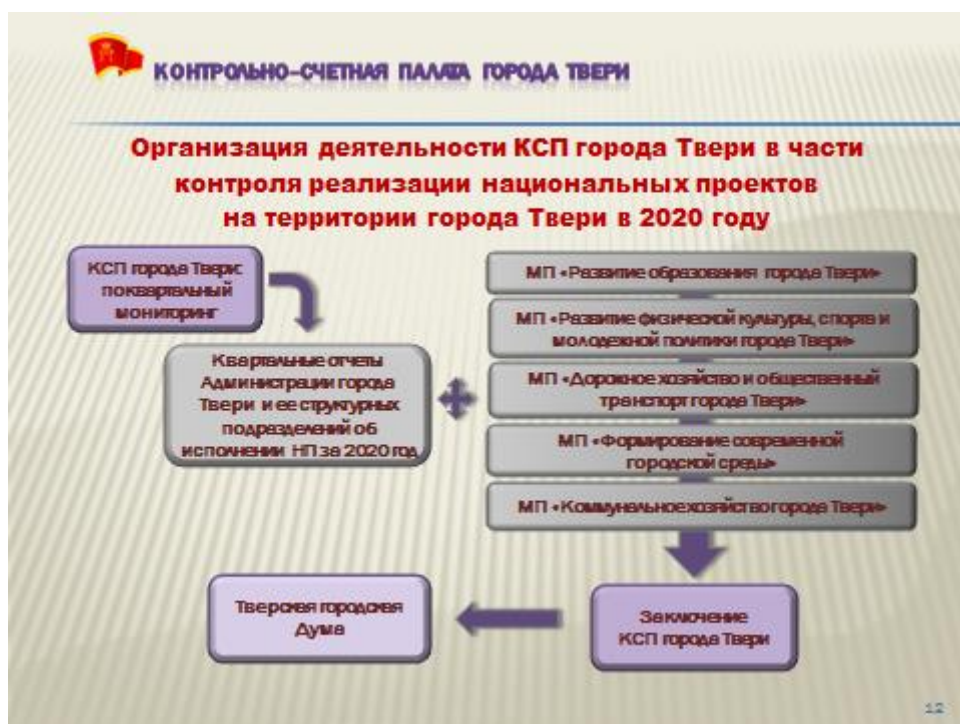 КОНТРОЛЬНО-СЧЕТНАЯ ПАЛАТА ГОРОДА ТВЕРИ
Организация деятельности КСП города Твери в части
контроля реализации национальных проектов
на территории города Твери в 2020 году
КСП города Твери:
поквартальный
мониторинг
Квартальные отчеты
Администрации города
Твери и ее структурных
подразделений об
исполнении НП за 2020 год
МП «Развитие образования города Твери»
МП «Развитие физической культуры, спорта и
молодежной политики города Твери»
МП «Дорожное хозяйство и общественный
транспорт города Твери»
МП «Формирование современной
городской среды»
МП «Коммунальное хозяйство города Твери»
Заключение
КСП города Твери
Тверская городская
Дума
12